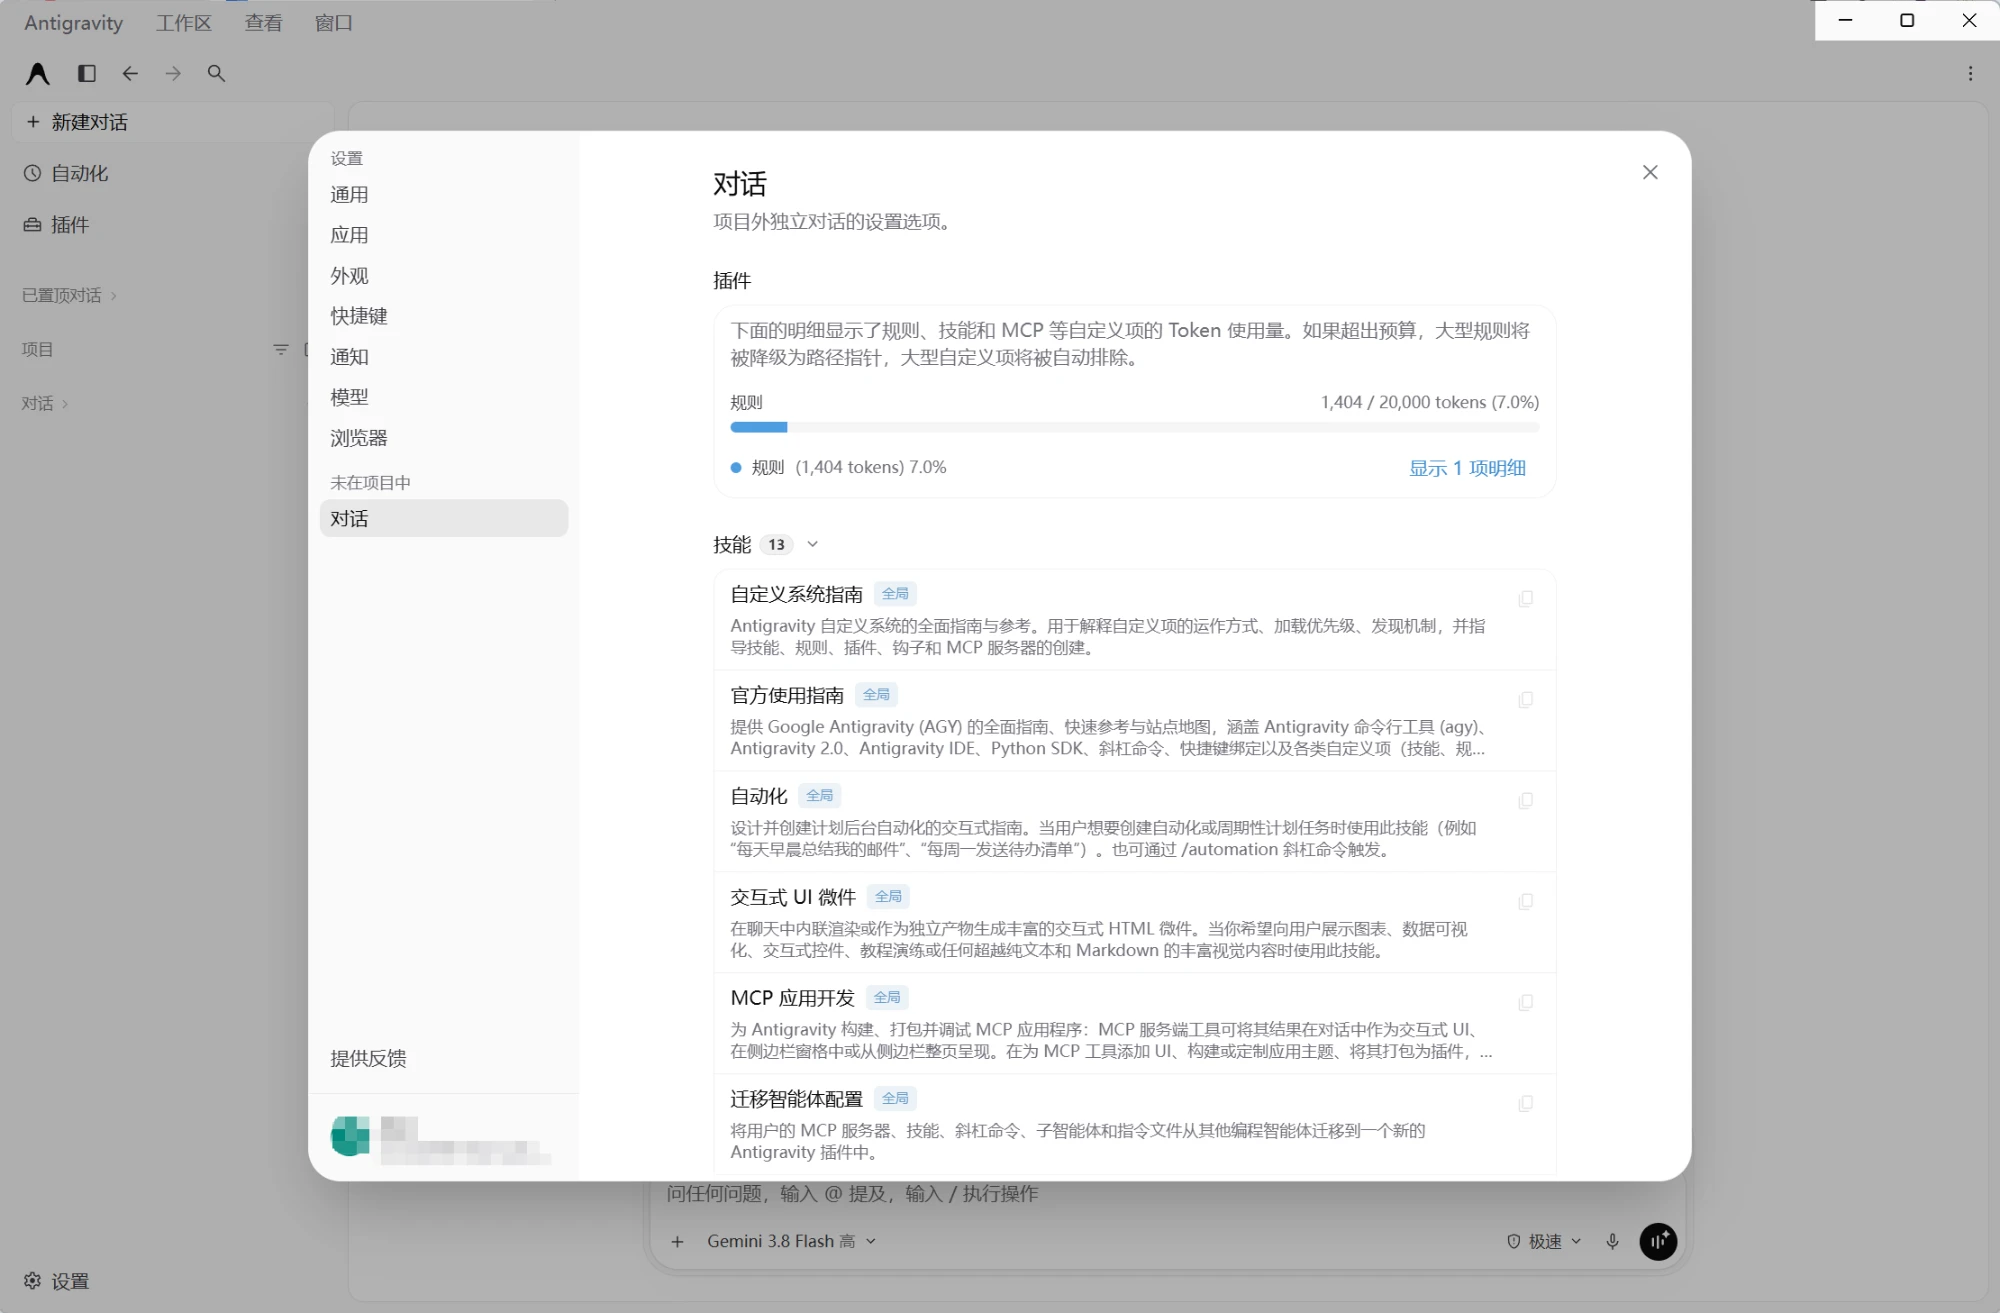 Antigravity 工作区 查看 窗口
新建对话
自动化
插件
已置顶对话
项目
对话
设置
设置
通用
应用
外观
快捷键
通知
模型
浏览器
未在项目中
对话
提供反馈
对话
项目外独立对话的设置选项。
插件
下面的明细显示了规则、技能和 MCP 等自定义项的 Token 使用量。如果超出预算，大型规则将
被降级为路径指针，大型自定义项将被自动排除。
规则 1,404 / 20,000 tokens (7.0%)
规则 (1,404 tokens) 7.0% 显示 1 项明细
技能 13
自定义系统指南 全局
Antigravity 自定义系统的全面指南与参考。用于解释自定义项的运作方式、加载优先级、发现机制，并指
导技能、规则、插件、钩子和 MCP 服务器的创建。
官方使用指南 全局
提供 Google Antigravity (AGY) 的全面指南、快速参考与站点地图，涵盖 Antigravity 命令行工具 (agy)、
Antigravity 2.0、Antigravity IDE、Python SDK、斜杠命令、快捷键绑定以及各类自定义项（技能、规...
自动化 全局
设计并创建计划后台自动化的交互式指南。当用户想要创建自动化或周期性计划任务时使用此技能（例如
“每天早晨总结我的邮件”、“每周一发送待办清单”）。也可通过 /automation 斜杠命令触发。
交互式 UI 微件 全局
在聊天中内联渲染或作为独立产物生成丰富的交互式 HTML 微件。当你希望向用户展示图表、数据可视
化、交互式控件、教程演练或任何超越纯文本和 Markdown 的丰富视觉内容时使用此技能。
MCP 应用开发 全局
为 Antigravity 构建、打包并调试 MCP 应用程序：MCP 服务端工具可将其结果在对话中作为交互式 UI、
在侧边栏窗格中或从侧边栏整页呈现。在为 MCP 工具添加 UI、构建或定制应用主题、将其打包为插件，...
迁移智能体配置 全局
将用户的 MCP 服务器、技能、斜杠命令、子智能体和指令文件从其他编程智能体迁移到一个新的
Antigravity 插件中。
问任何问题，输入 @ 提及，输入 / 执行操作
Gemini 3.8 Flash 高 极速